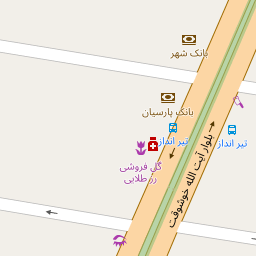 بانک شهر
بانک پارسیان
تیر انداز
تیر انداز
گل فروشی
رز طلایی
بلوار آیت الله خوشوقت